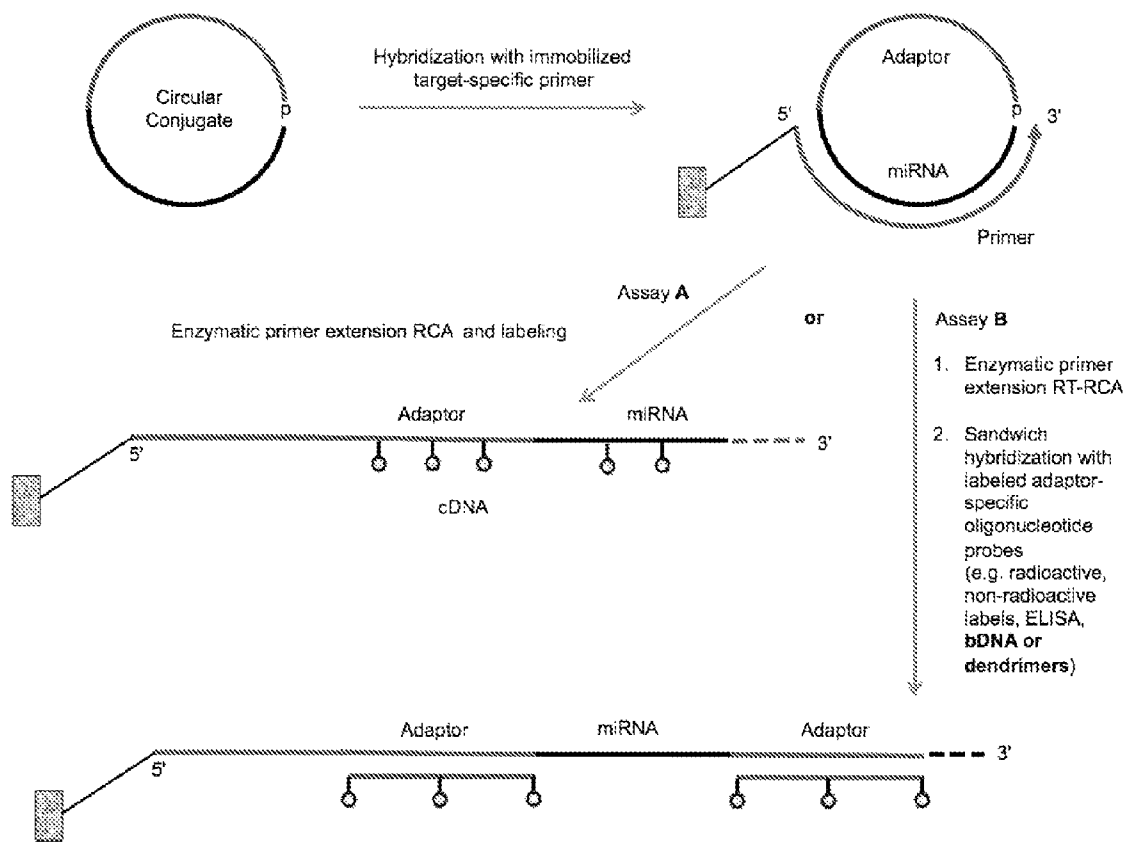 Circular
Conjugate
p
Hybridization with immobilized
target-specific primer
5'
Adaptor
p
3'
miRNA
Primer
Assay A
or
Enzymatic primer extension RCA and labeling
Adaptor
miRNA
5'
3'
cDNA
Assay B
1. Enzymatic primer
extension RT-RCA
2. Sandwich
hybridization with
labeled adaptor-
specific
oligonucleotide
probes
(e.g. radioactive,
non-radioactive
labels, ELISA,
bDNA or
dendrimers)
Adaptor
miRNA
Adaptor
5'
3'